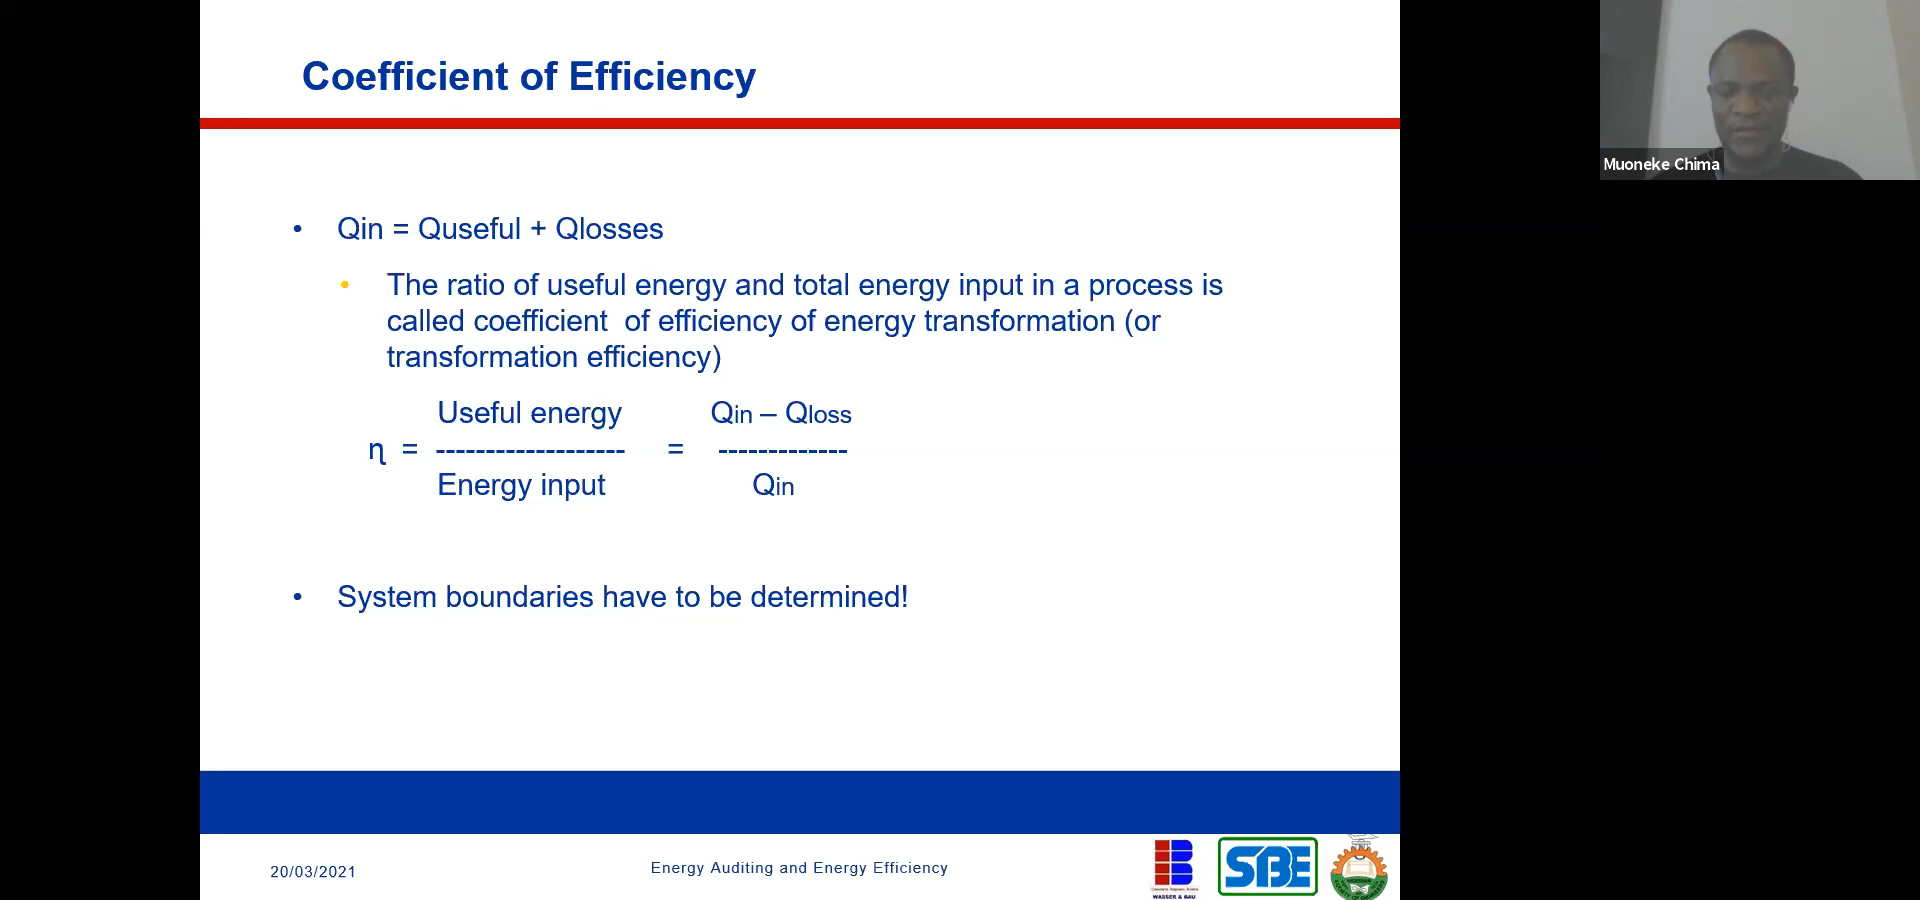 Coefficient of Efficiency
Muoneke Chima
• Qin = Quseful + Qlosses
• The ratio of useful energy and total energy input in a process is
called coefficient of efficiency of energy transformation (or
transformation efficiency)
Useful energy Qin – Qloss
η = ------------------- = -------------
Energy input Qin
• System boundaries have to be determined!
20/03/2021
Energy Auditing and Energy Efficiency
WASSER & BAU
SBE